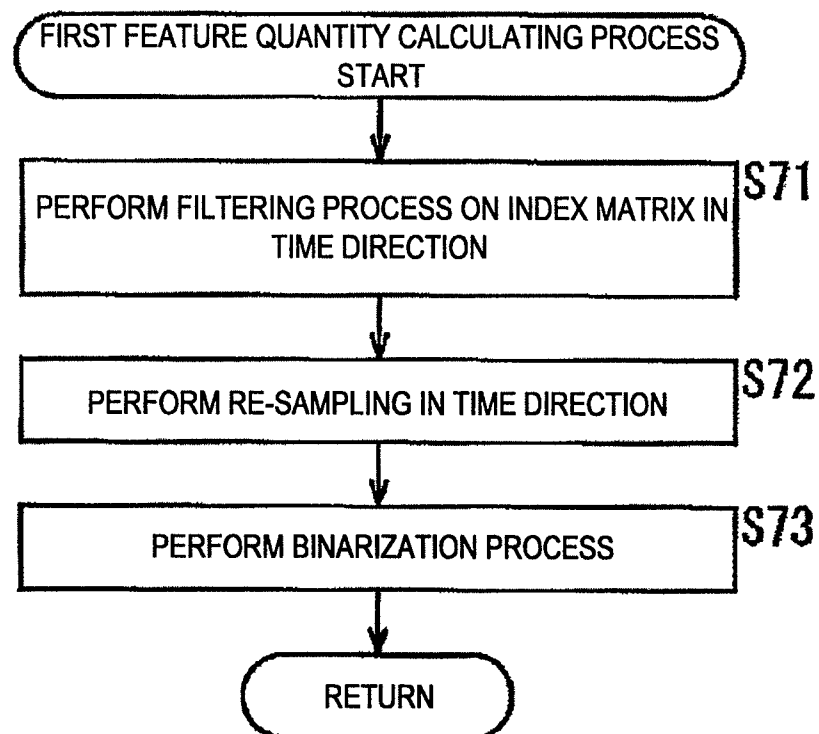 FIRST FEATURE QUANTITY CALCULATING PROCESS
START
S71
PERFORM FILTERING PROCESS ON INDEX MATRIX IN
TIME DIRECTION
S72
PERFORM RE-SAMPLING IN TIME DIRECTION
S73
PERFORM BINARIZATION PROCESS
RETURN